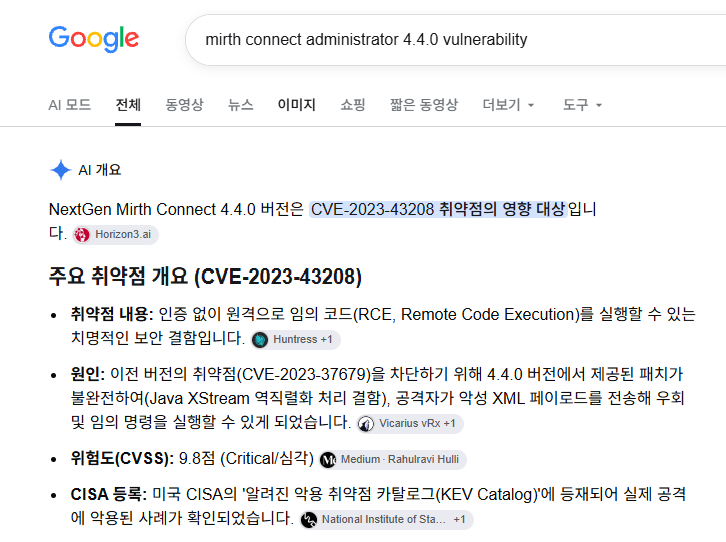 Google
mirth connect administrator 4.4.0 vulnerability
AI 모드 전체 동영상 뉴스 이미지 쇼핑 짧은 동영상 더보기 도구
AI 개요
NextGen Mirth Connect 4.4.0 버전은 CVE-2023-43208 취약점의 영향 대상입니
다. Horizon3.ai
주요 취약점 개요 (CVE-2023-43208)
• 취약점 내용: 인증 없이 원격으로 임의 코드(RCE, Remote Code Execution)를 실행할 수 있는
치명적인 보안 결함입니다. Huntress +1
• 원인: 이전 버전의 취약점(CVE-2023-37679)을 차단하기 위해 4.4.0 버전에서 제공된 패치가
불완전하여(Java XStream 역직렬화 처리 결함), 공격자가 악성 XML 페이로드를 전송해 우회
및 임의 명령을 실행할 수 있게 되었습니다. Vicarius vRx +1
• 위험도(CVSS): 9.8점 (Critical/심각) Medium · Rahulravi Hulli
• CISA 등록: 미국 CISA의 '알려진 악용 취약점 카탈로그(KEV Catalog)'에 등재되어 실제 공격
에 악용된 사례가 확인되었습니다. National Institute of Sta... +1